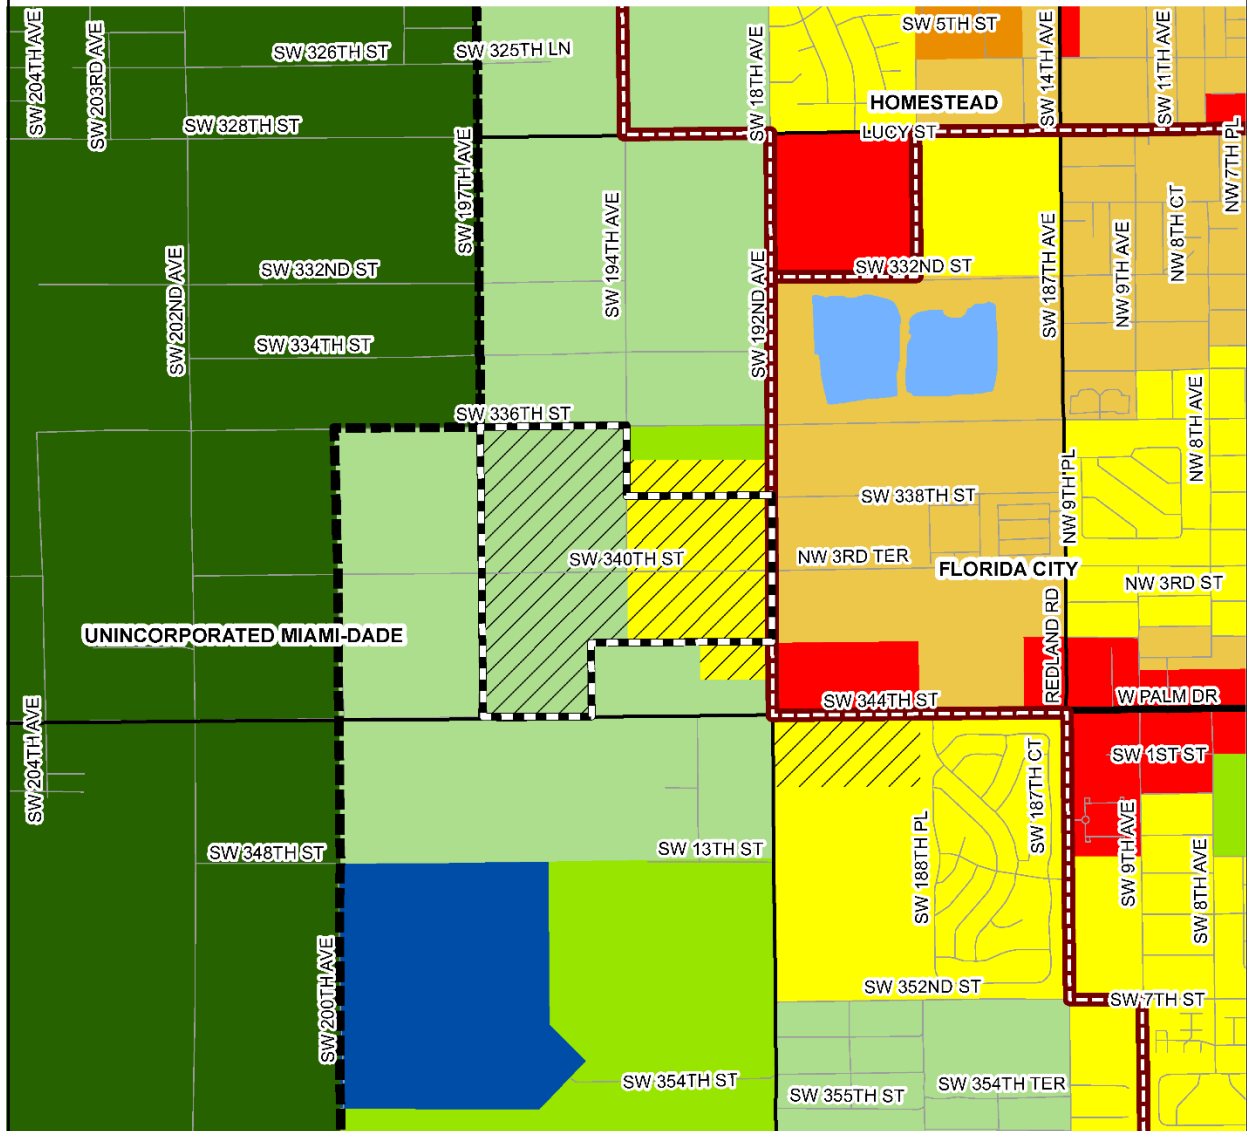 SW 204TH AVE
SW 203RD AVE
SW 326TH ST
SW 325TH LN
SW 18TH AVE
SW 5TH ST
SW 14TH AVE
SW 11TH AVE
HOMESTEAD
SW 328TH ST
LUCY ST
NW 7TH PL
SW 197TH AVE
SW 194TH AVE
SW 202ND AVE
SW 332ND ST
SW 192ND AVE
SW 332ND ST
SW 187TH AVE
NW 9TH AVE
NW 8TH CT
SW 334TH ST
SW 336TH ST
NW 8TH AVE
SW 338TH ST
NW 9TH PL
SW 340TH ST
NW 3RD TER
FLORIDA CITY
NW 3RD ST
UNINCORPORATED MIAMI-DADE
REDLAND RD
SW 344TH ST
W PALM DR
SW 204TH AVE
SW 187TH CT
SW 1ST ST
SW 348TH ST
SW 13TH ST
SW 188TH PL
SW 9TH AVE
SW 8TH AVE
SW 200TH AVE
SW 352ND ST
SW 7TH ST
SW 354TH ST
SW 355TH ST
SW 354TH TER